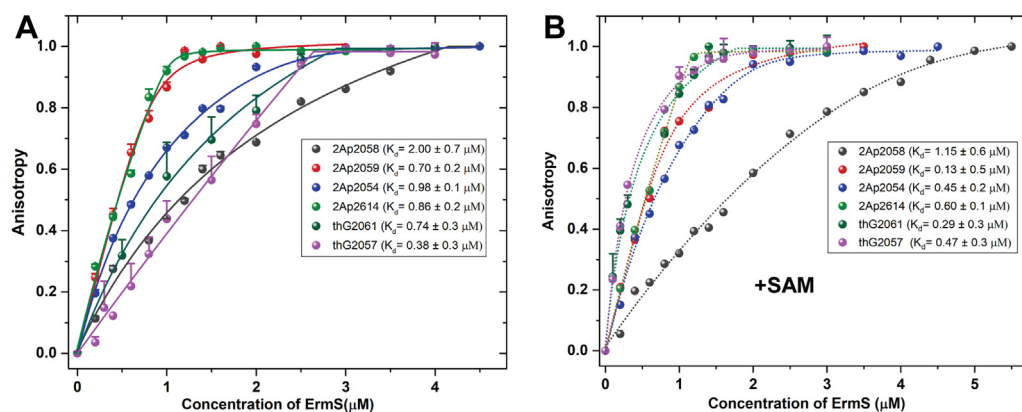 A
Anisotropy
1.0
0.8
0.6
0.4
0.2
0.0
2Ap2058 (Kd= 2.00 ± 0.7 μM)
2Ap2059 (Kd= 0.70 ± 0.2 μM)
2Ap2054 (Kd= 0.98 ± 0.1 μM)
2Ap2614 (Kd= 0.86 ± 0.2 μM)
thG2061 (Kd= 0.74 ± 0.3 μM)
thG2057 (Kd= 0.38 ± 0.3 μM)
0 1 2 3 4
Concentration of ErmS(μM)
B
Anisotropy
1.0
0.8
0.6
0.4
0.2
0.0
2Ap2058 (Kd= 1.15 ± 0.6 μM)
2Ap2059 (Kd= 0.13 ± 0.5 μM)
2Ap2054 (Kd= 0.45 ± 0.2 μM)
2Ap2614 (Kd= 0.60 ± 0.1 μM)
thG2061 (Kd= 0.29 ± 0.3 μM)
thG2057 (Kd= 0.47 ± 0.3 μM)
+SAM
0 1 2 3 4 5
Concentration of ErmS (μM)